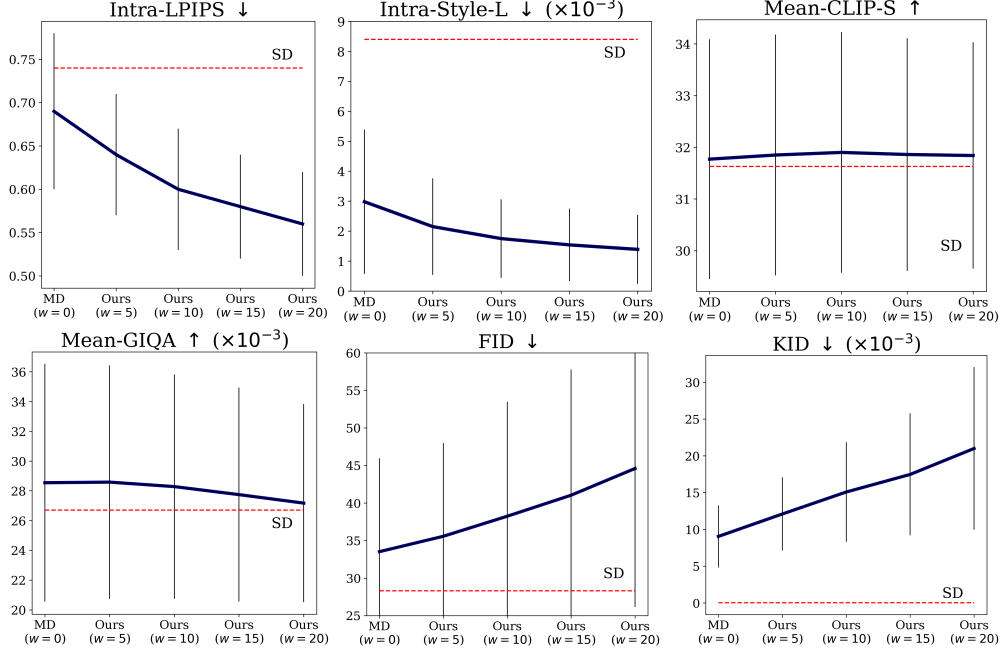 Intra-LPIPS ↓
0.75
0.70
0.65
0.60
0.55
0.50
SD
MD Ours Ours Ours Ours
(w = 0) (w = 5) (w = 10) (w = 15) (w = 20)
Intra-Style-L ↓ (×10⁻³)
9
8
7
6
5
4
3
2
1
0
SD
MD Ours Ours Ours Ours
(w = 0) (w = 5) (w = 10) (w = 15) (w = 20)
Mean-CLIP-S ↑
34
33
32
31
30
SD
MD Ours Ours Ours Ours
(w = 0) (w = 5) (w = 10) (w = 15) (w = 20)
Mean-GIQA ↑ (×10⁻³)
36
34
32
30
28
26
24
22
20
SD
MD Ours Ours Ours Ours
(w = 0) (w = 5) (w = 10) (w = 15) (w = 20)
FID ↓
60
55
50
45
40
35
30
25
SD
MD Ours Ours Ours Ours
(w = 0) (w = 5) (w = 10) (w = 15) (w = 20)
KID ↓ (×10⁻³)
30
25
20
15
10
5
0
SD
MD Ours Ours Ours Ours
(w = 0) (w = 5) (w = 10) (w = 15) (w = 20)